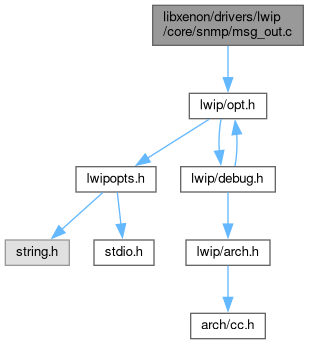 libxenon/drivers/lwip
/core/snmp/msg_out.c
lwip/opt.h
lwipopts.h
lwip/debug.h
string.h
stdio.h
lwip/arch.h
arch/cc.h